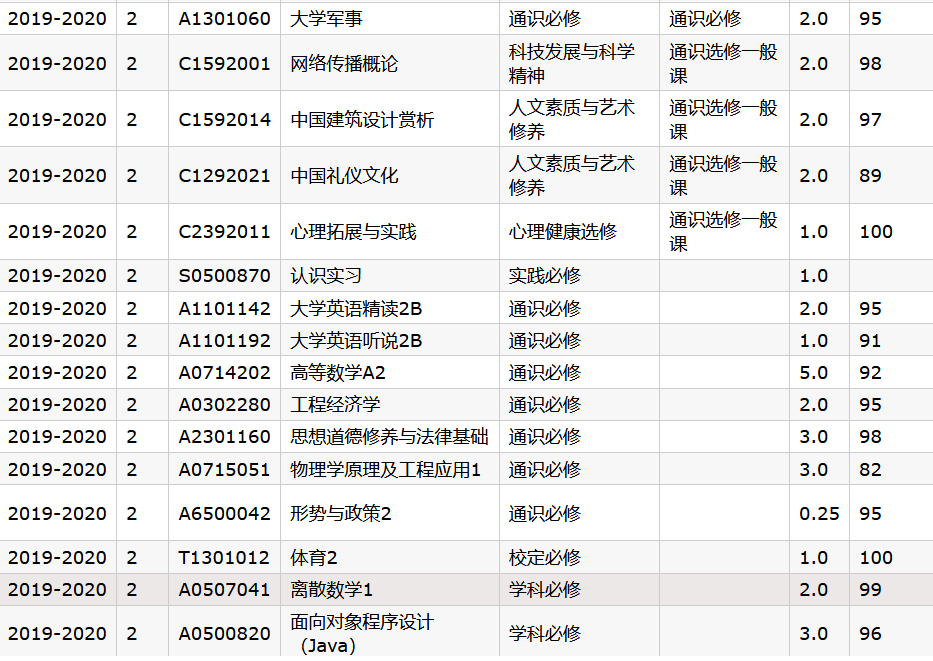 2019-2020 2 A1301060 大学军事 通识必修 通识必修 2.0 95
2019-2020 2 C1592001 网络传播概论 科技发展与科学精神 通识选修一般课 2.0 98
2019-2020 2 C1592014 中国建筑设计赏析 人文素质与艺术修养 通识选修一般课 2.0 97
2019-2020 2 C1292021 中国礼仪文化 人文素质与艺术修养 通识选修一般课 2.0 89
2019-2020 2 C2392011 心理拓展与实践 心理健康选修 通识选修一般课 1.0 100
2019-2020 2 S0500870 认识实习 实践必修 1.0
2019-2020 2 A1101142 大学英语精读2B 通识必修 2.0 95
2019-2020 2 A1101192 大学英语听说2B 通识必修 1.0 91
2019-2020 2 A0714202 高等数学A2 通识必修 5.0 92
2019-2020 2 A0302280 工程经济学 通识必修 2.0 95
2019-2020 2 A2301160 思想道德修养与法律基础 通识必修 3.0 98
2019-2020 2 A0715051 物理学原理及工程应用1 通识必修 3.0 82
2019-2020 2 A6500042 形势与政策2 通识必修 0.25 95
2019-2020 2 T1301012 体育2 校定必修 1.0 100
2019-2020 2 A0507041 离散数学1 学科必修 2.0 99
2019-2020 2 A0500820 面向对象程序设计（Java） 学科必修 3.0 96